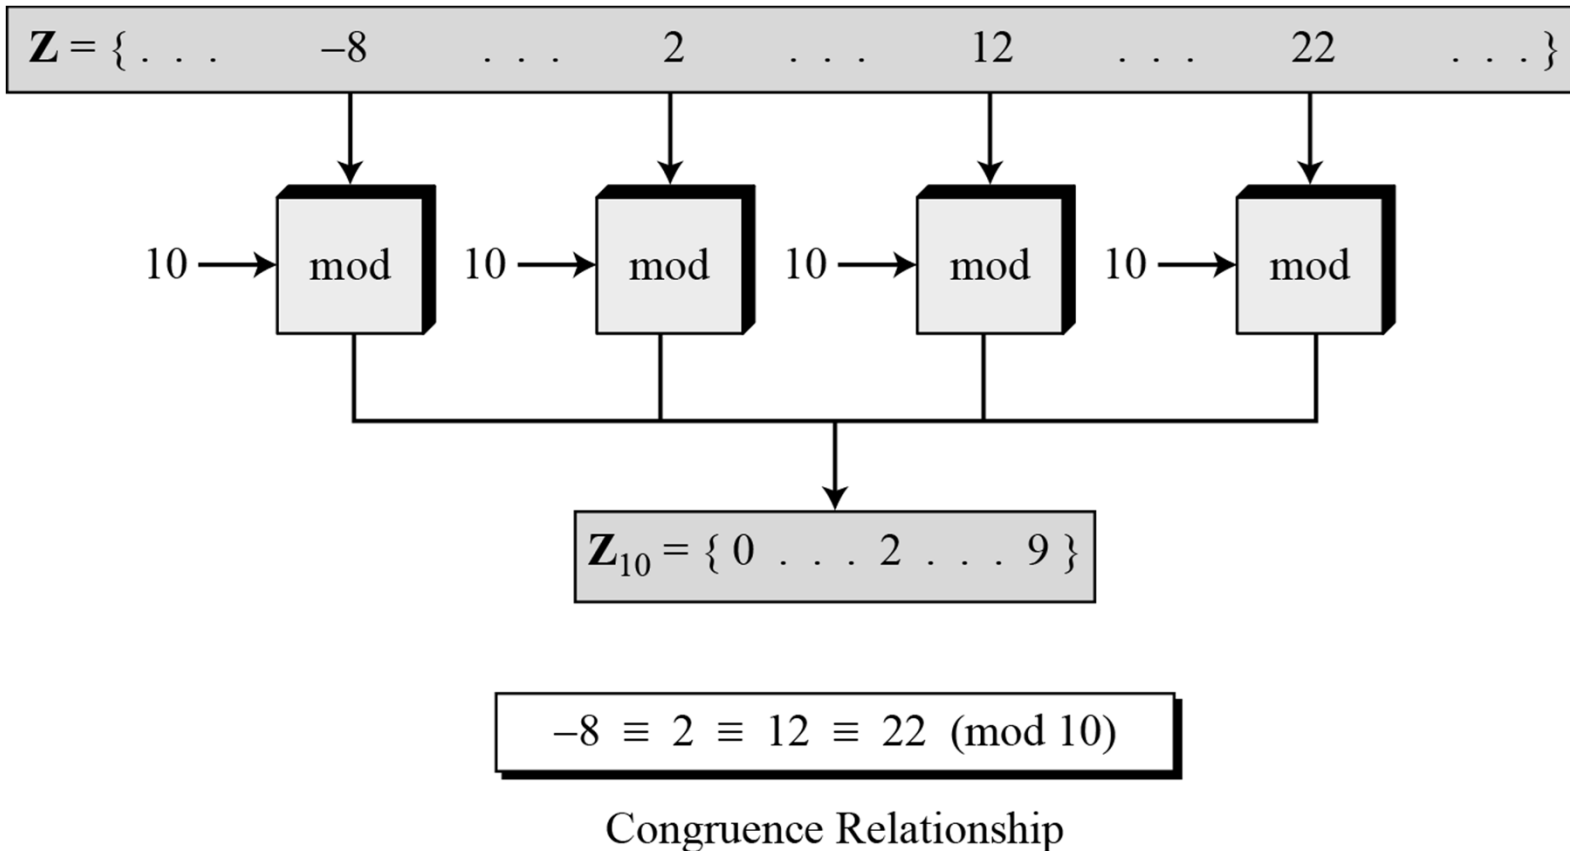 Z = { . . . –8 . . . 2 . . . 12 . . . 22 . . . }
10 mod 10 mod 10 mod 10 mod
Z₁₀ = { 0 . . . 2 . . . 9 }
–8 ≡ 2 ≡ 12 ≡ 22 (mod 10)
Congruence Relationship